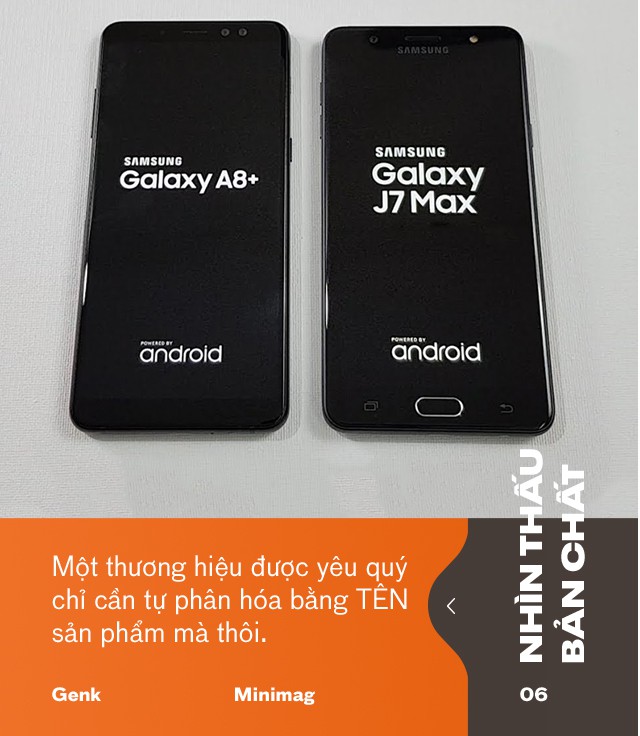 SAMSUNG
Galaxy A8+
POWERED BY
android
SAMSUNG
SAMSUNG
Galaxy
J7 Max
POWERED BY
android
Một thương hiệu được yêu quý
chỉ cần tự phân hóa bằng TÊN
sản phẩm mà thôi.
Genk
Minimag
06
NHÌN THẤU
BẢN CHẤT